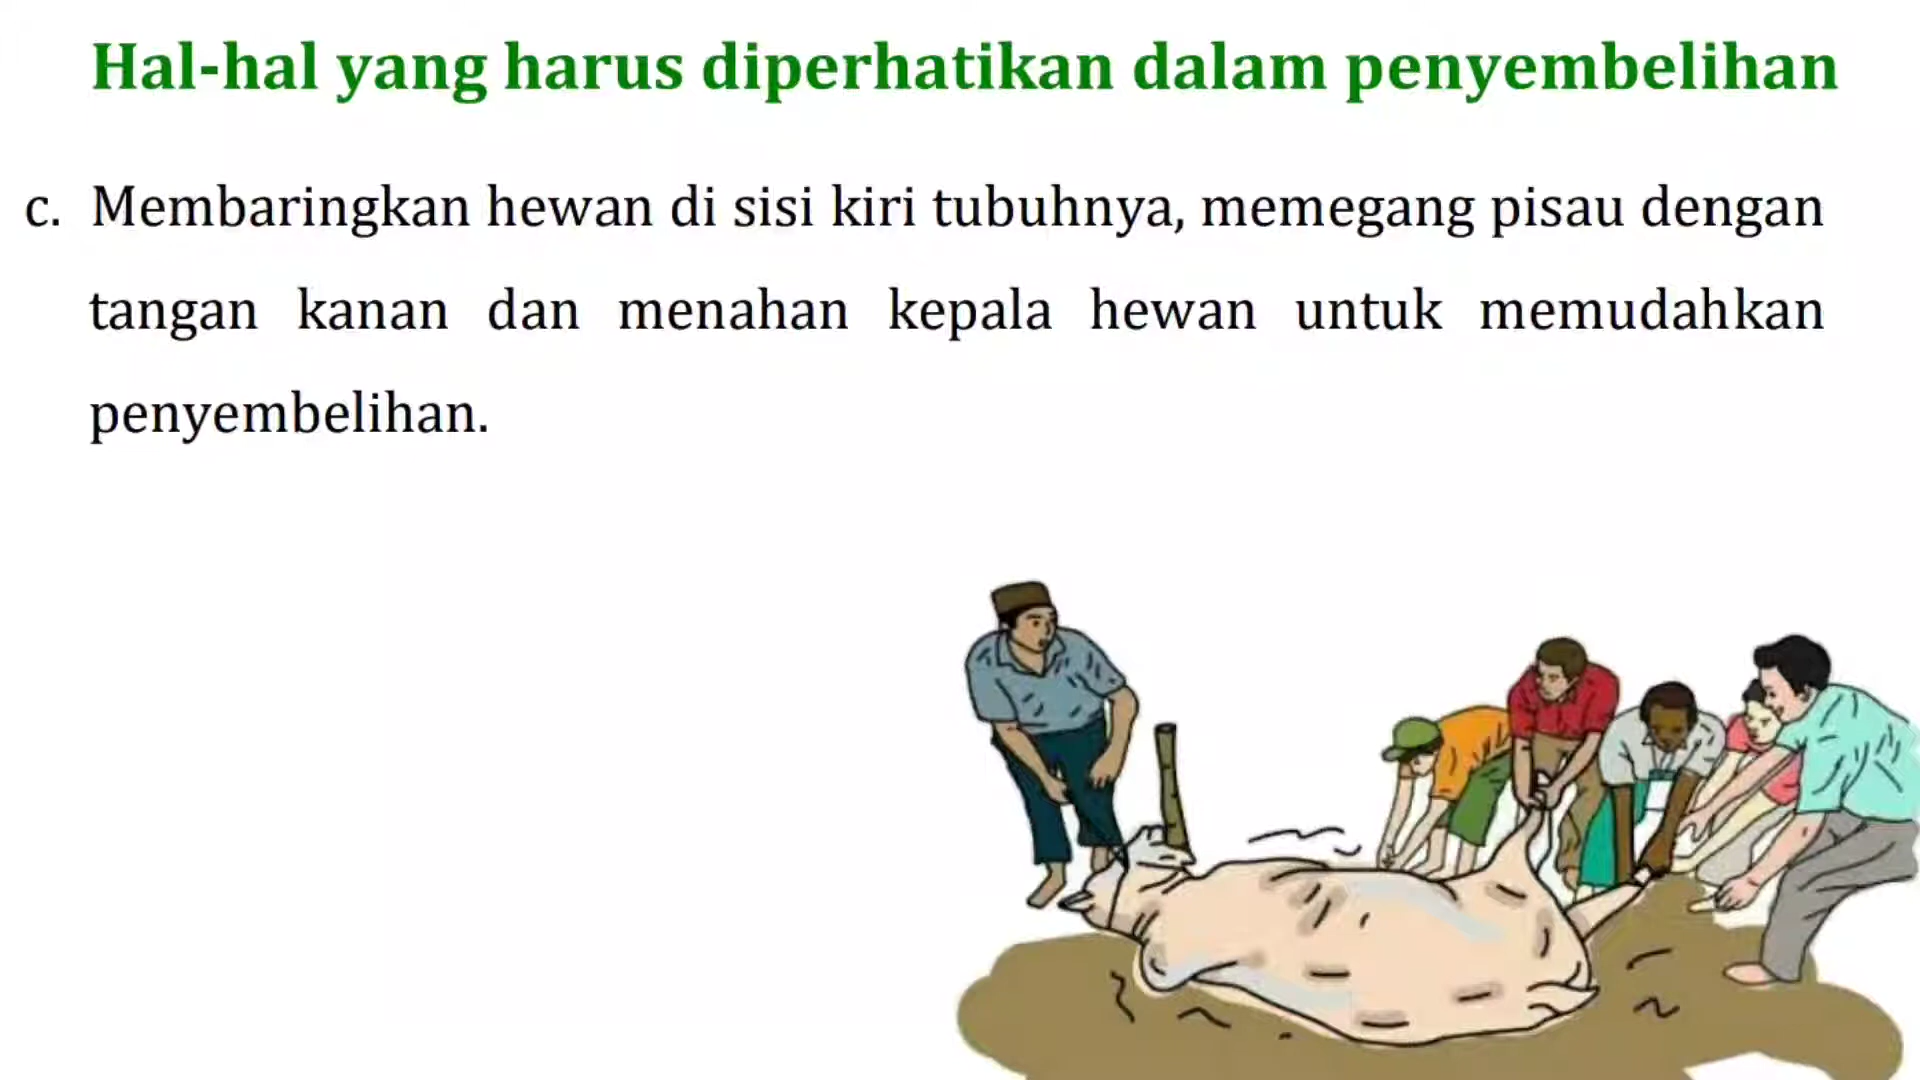 Hal-hal yang harus diperhatikan dalam penyembelihan
c. Membaringkan hewan di sisi kiri tubuhnya, memegang pisau dengan
tangan kanan dan menahan kepala hewan untuk memudahkan
penyembelihan.